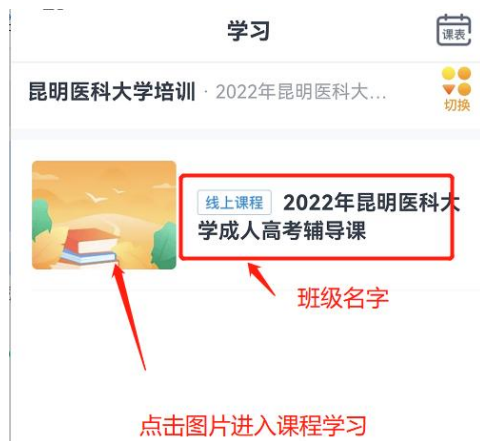 学习
课表
昆明医科大学培训 · 2022年昆明医科大...
切换
线上课程 2022年昆明医科大
学成人高考辅导课
班级名字
点击图片进入课程学习